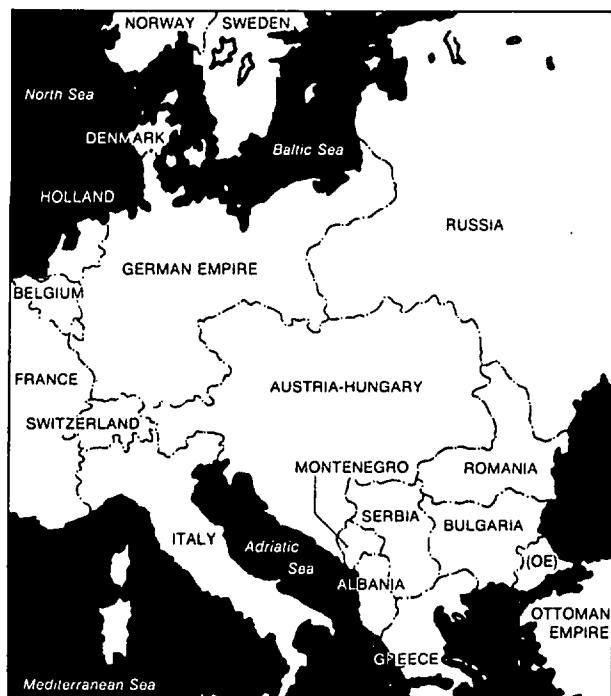 NORWAY
SWEDEN
North Sea
DENMARK
Baltic Sea
HOLLAND
RUSSIA
GERMAN EMPIRE
BELGIUM
FRANCE
AUSTRIA-HUNGARY
SWITZERLAND
MONTENEGRO
ROMANIA
SERBIA
BULGARIA
ITALY
Adriatic
Sea
(OE)
ALBANIA
OTTOMAN
EMPIRE
GREECE
Mediterranean Sea